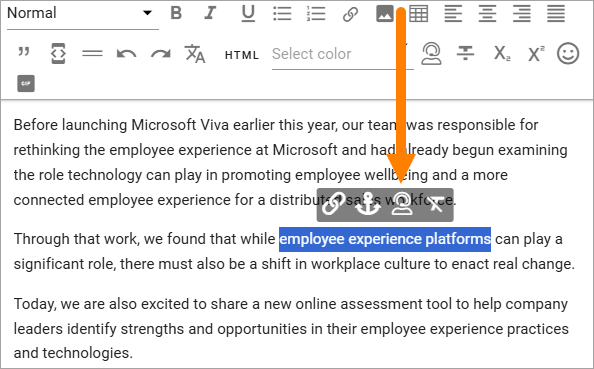 Normal
B I U
”
HTML
Select color
X₂ X²
GIF
Before launching Microsoft Viva earlier this year, our team was responsible for
rethinking the employee experience at Microsoft and had already begun examining
the role technology can play in promoting employee wellbeing and a more
connected employee experience for a distributed sales workforce.
Through that work, we found that while employee experience platforms can play a
significant role, there must also be a shift in workplace culture to enact real change.
Today, we are also excited to share a new online assessment tool to help company
leaders identify strengths and opportunities in their employee experience practices
and technologies.